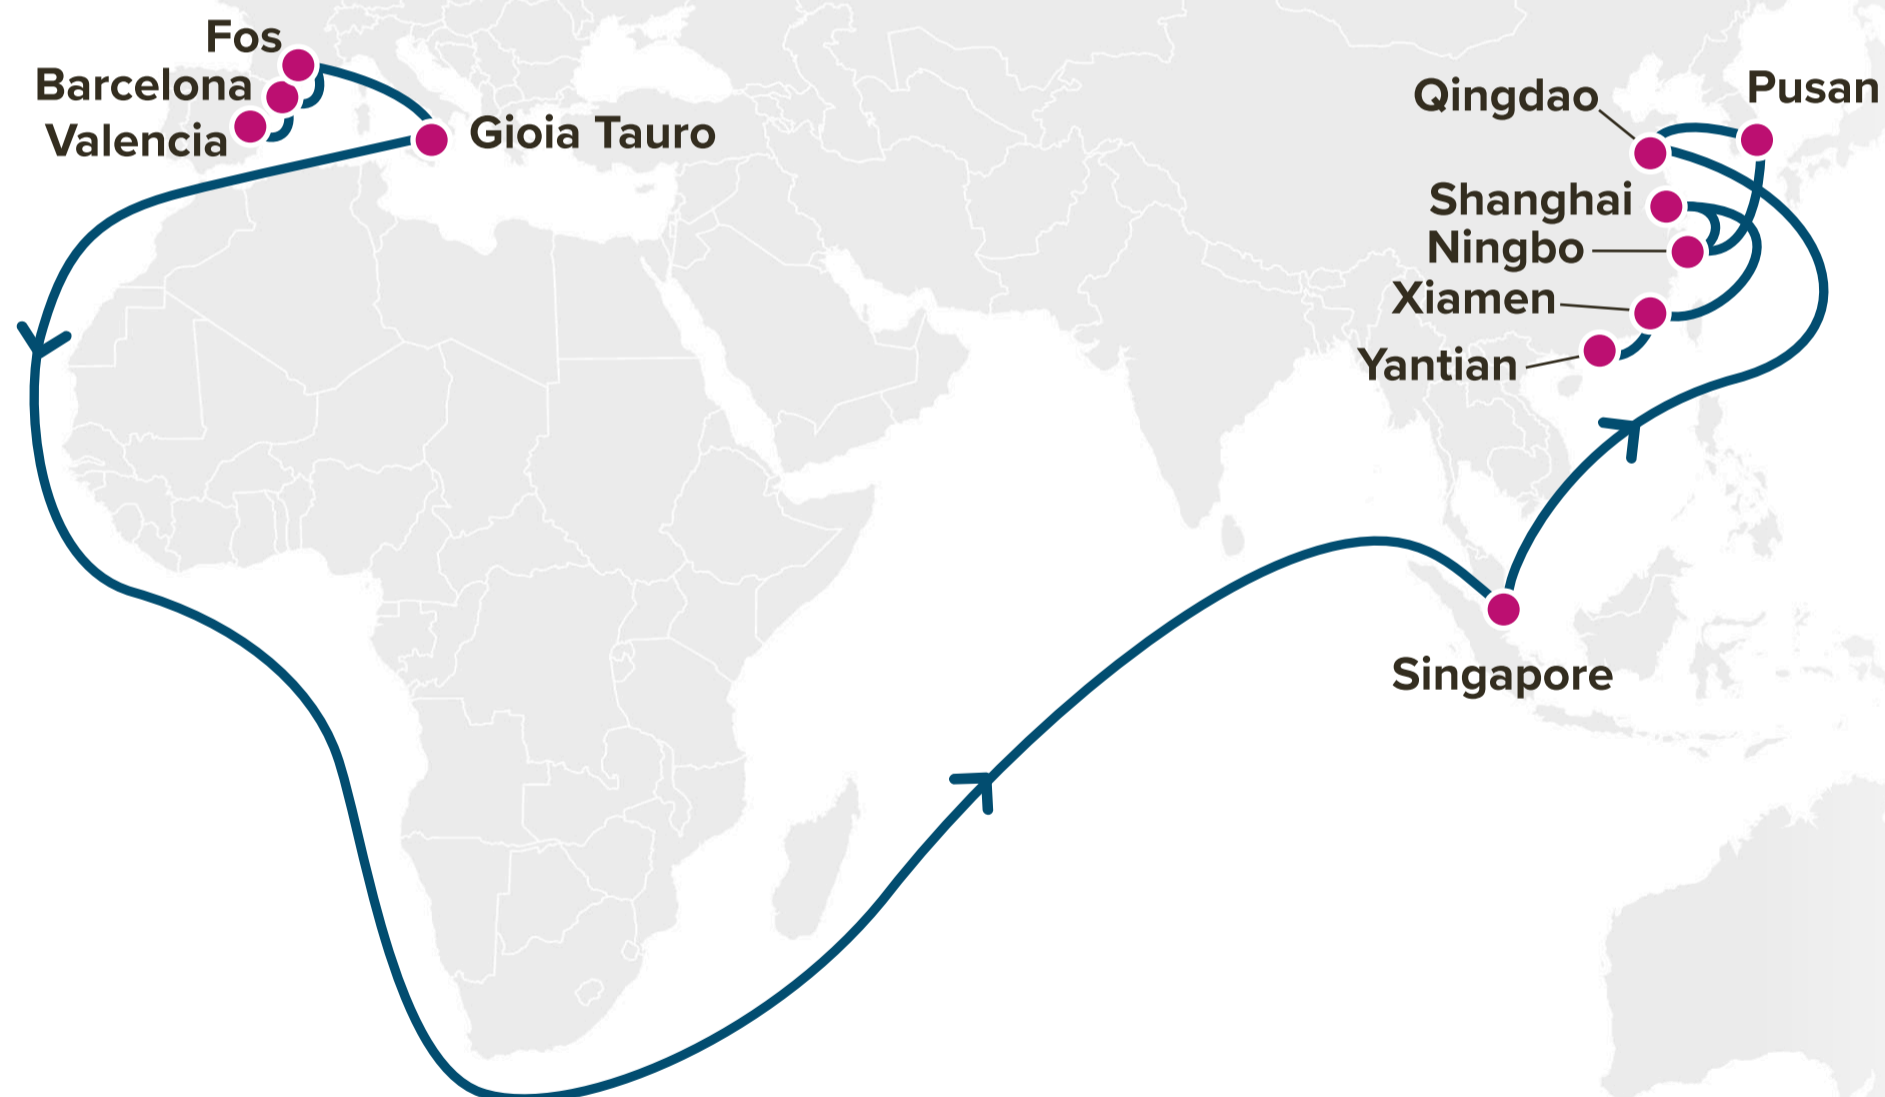 Fos
Barcelona
Valencia
Gioia Tauro
Qingdao
Pusan
Shanghai
Ningbo
Xiamen
Yantian
Singapore